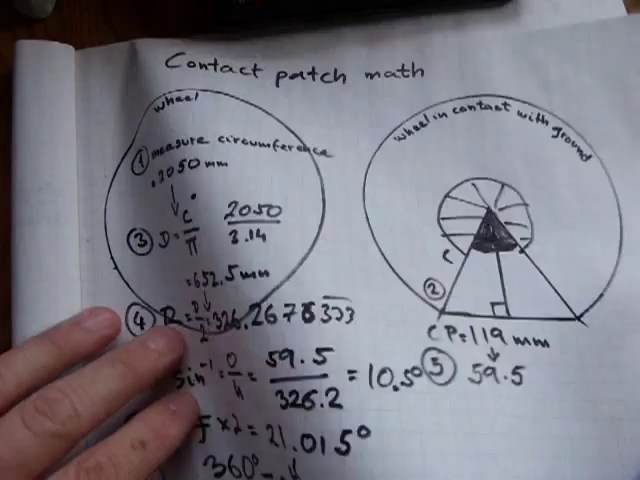 Contact patch math
wheel
① measure circumference
.2050 mm
③ D = C/π 2050/3.14
= 652.5 mm
④ R = D/2 = 326.2676333
sin⁻¹ = O/H = 59.5/326.2 = 10.5°
x2 = 21.015°
360°
wheel in contact with ground
C
②
CP = 119 mm
⑤ 59.5